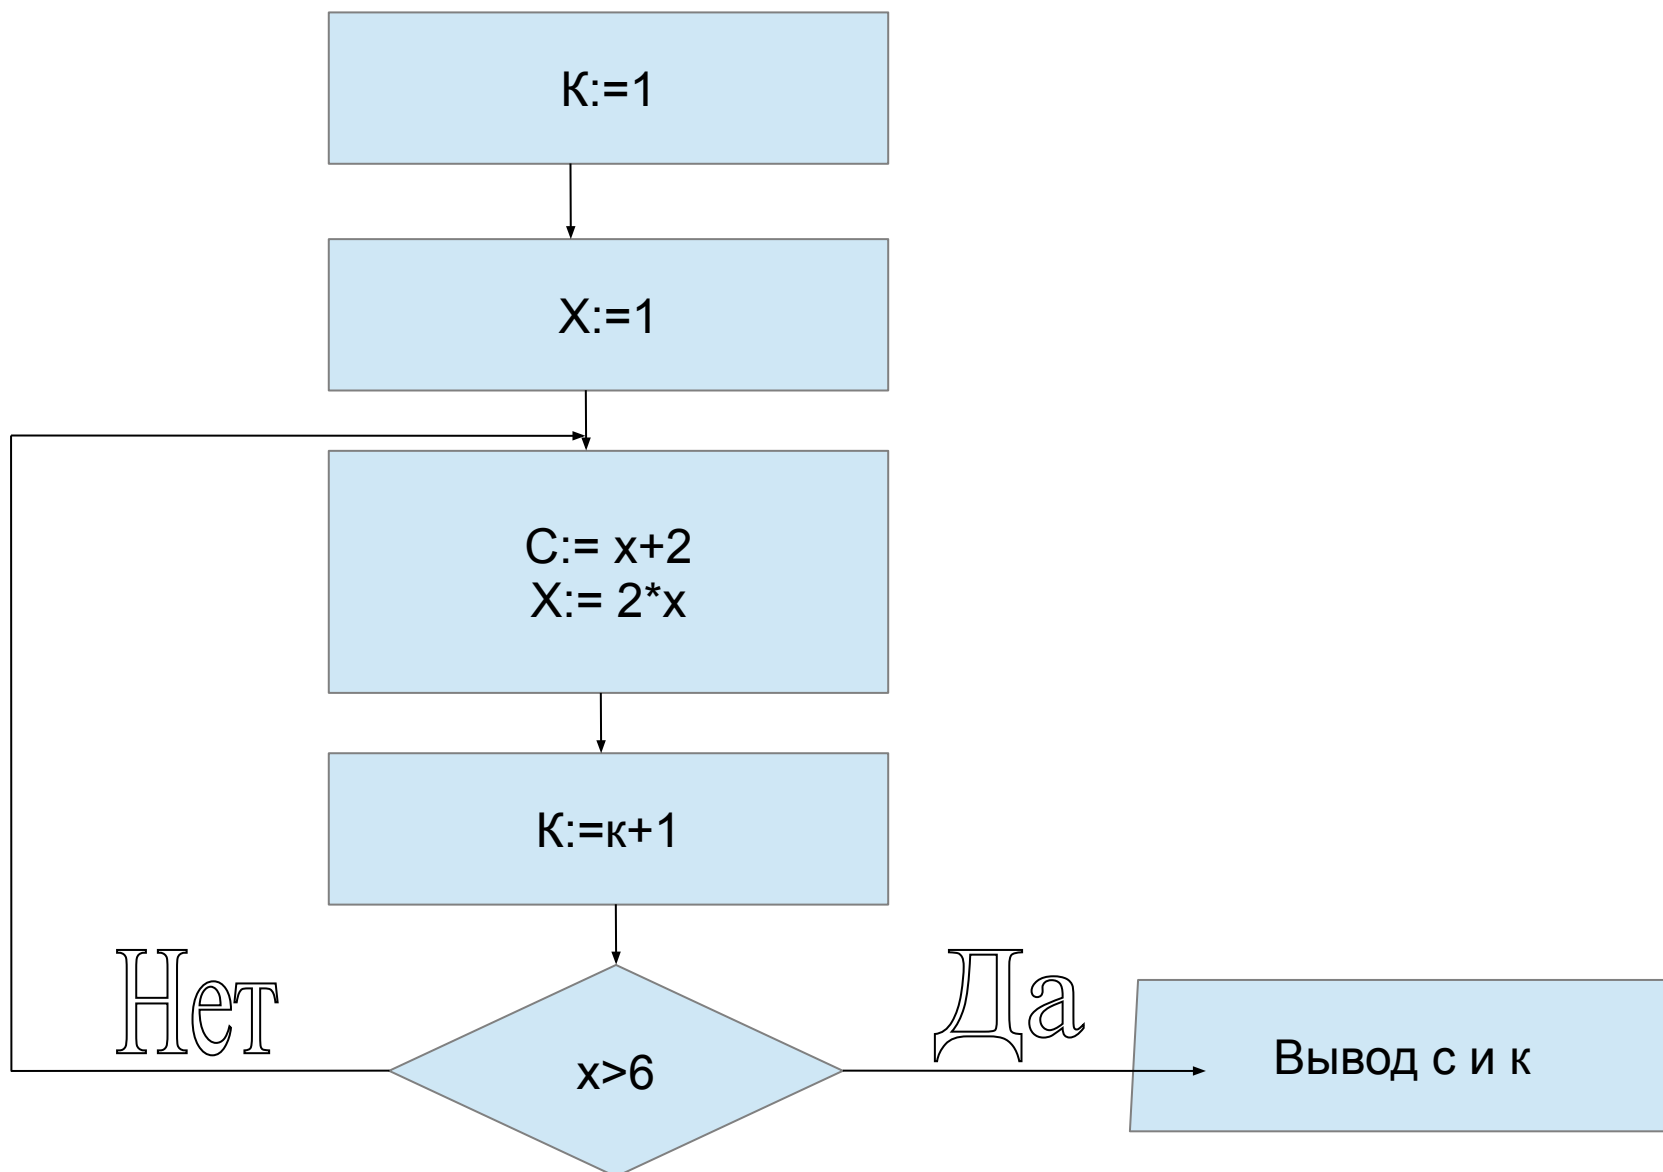 К:=1
Х:=1
С:= х+2
Х:= 2*х
К:=к+1
Нет
Да
х>6
Вывод с и к